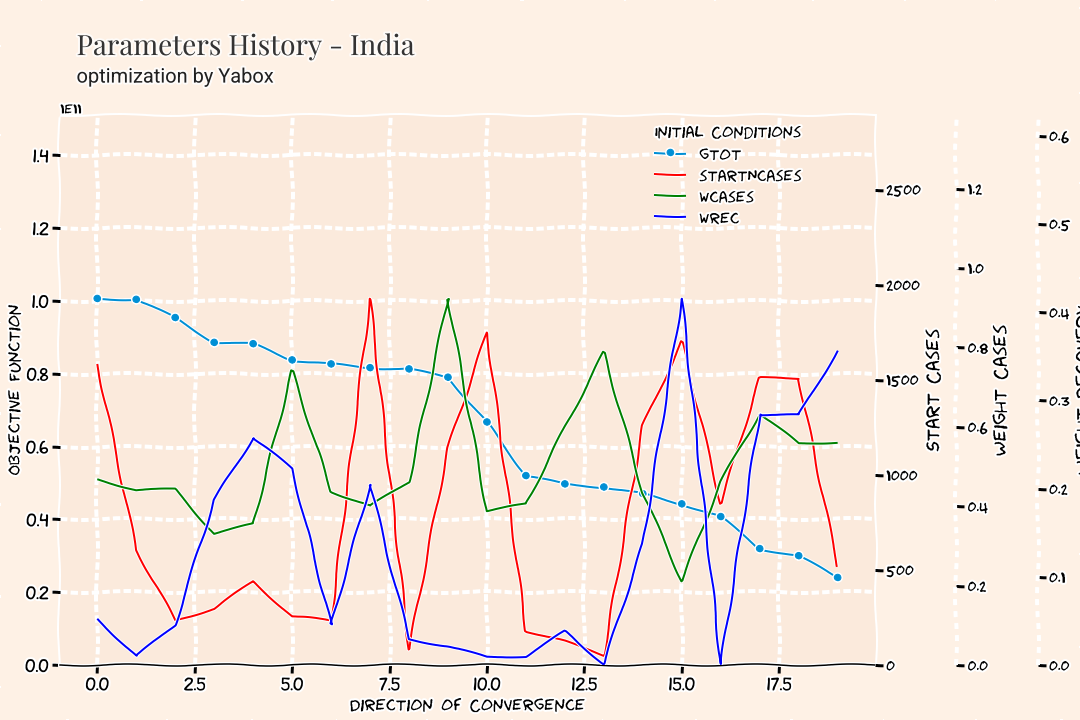 Parameters History - India
optimization by Yabox
1E11
INITIAL CONDITIONS
GTOT
STARTNCASES
WCASES
WREC
1.4
1.2
1.0
0.8
0.6
0.4
0.2
0.0
OBJECTIVE FUNCTION
0.0 2.5 5.0 7.5 10.0 12.5 15.0 17.5
DIRECTION OF CONVERGENCE
2500
2000
1500
1000
500
0
START CASES
1.2
1.0
0.8
0.6
0.4
0.2
0.0
WEIGHT CASES
0.6
0.5
0.4
0.3
0.2
0.1
0.0